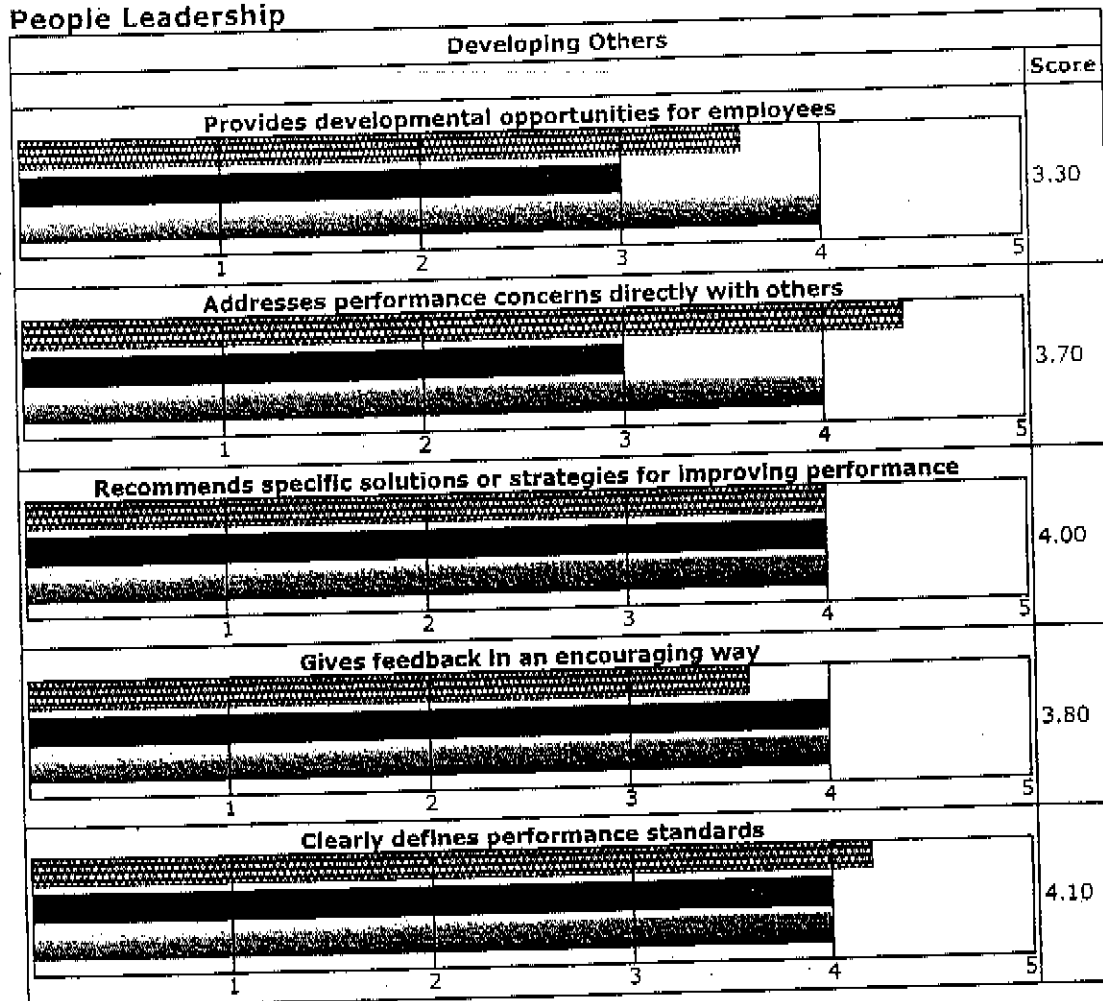 People Leadership
Developing Others
Score
Provides developmental opportunities for employees
3.30
1 2 3 4 5
Addresses performance concerns directly with others
3.70
1 2 3 4 5
Recommends specific solutions or strategies for improving performance
4.00
1 2 3 4 5
Gives feedback in an encouraging way
3.80
1 2 3 4 5
Clearly defines performance standards
4.10
1 2 3 4 5